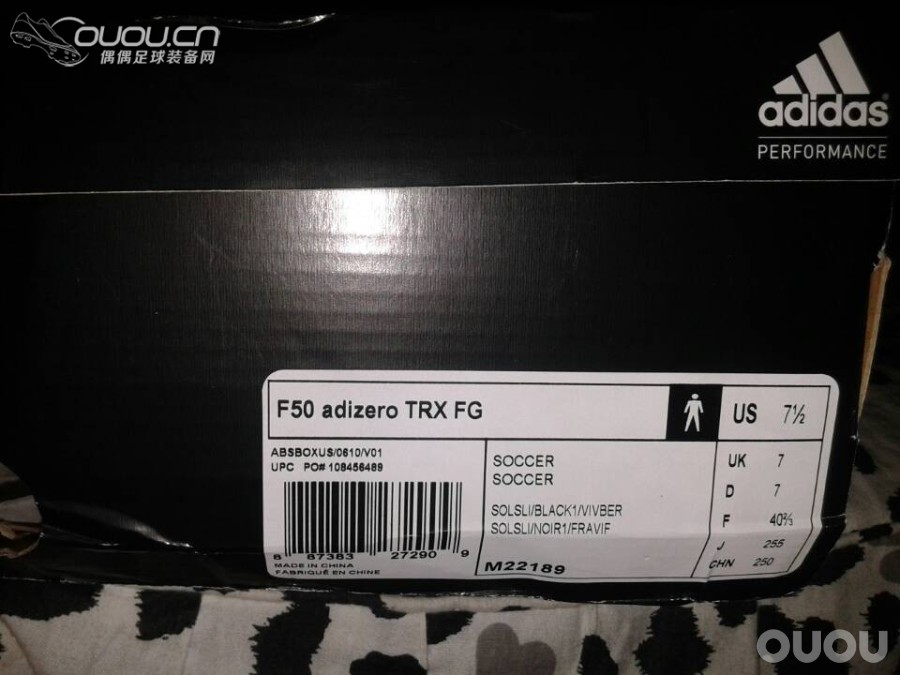 OUOU.CN
偶偶足球装备网
adidas
PERFORMANCE
F50 adizero TRX FG
US 7½
ABSBOXUS/0610/V01
UPC PO# 108456489
8 87383 27290 9
MADE IN CHINA
FABRIQUÉ EN CHINE
SOCCER
SOCCER
SOLSLI/BLACK1/VIVBER
SOLSLI/NOIR1/FRAVIF
M22189
UK 7
D 7
F 40⅔
J 255
CHN 250
OUOU